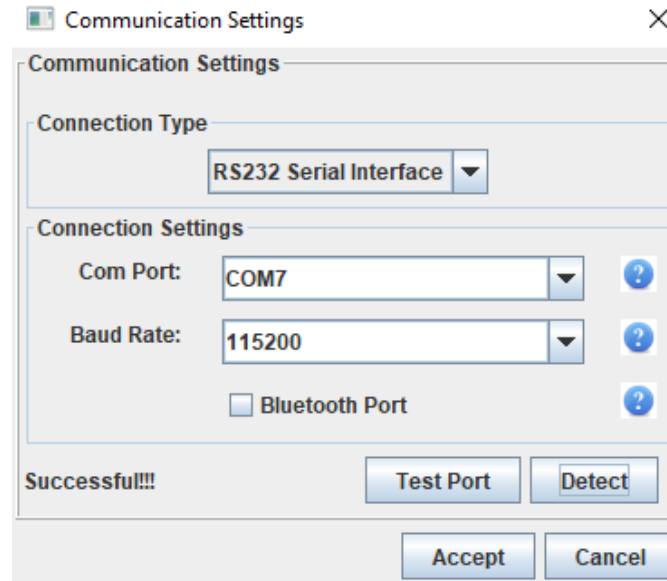 Communication Settings
Communication Settings
Connection Type
RS232 Serial Interface
Connection Settings
Com Port: COM7
Baud Rate: 115200
Bluetooth Port
Successful!!! Test Port Detect
Accept Cancel